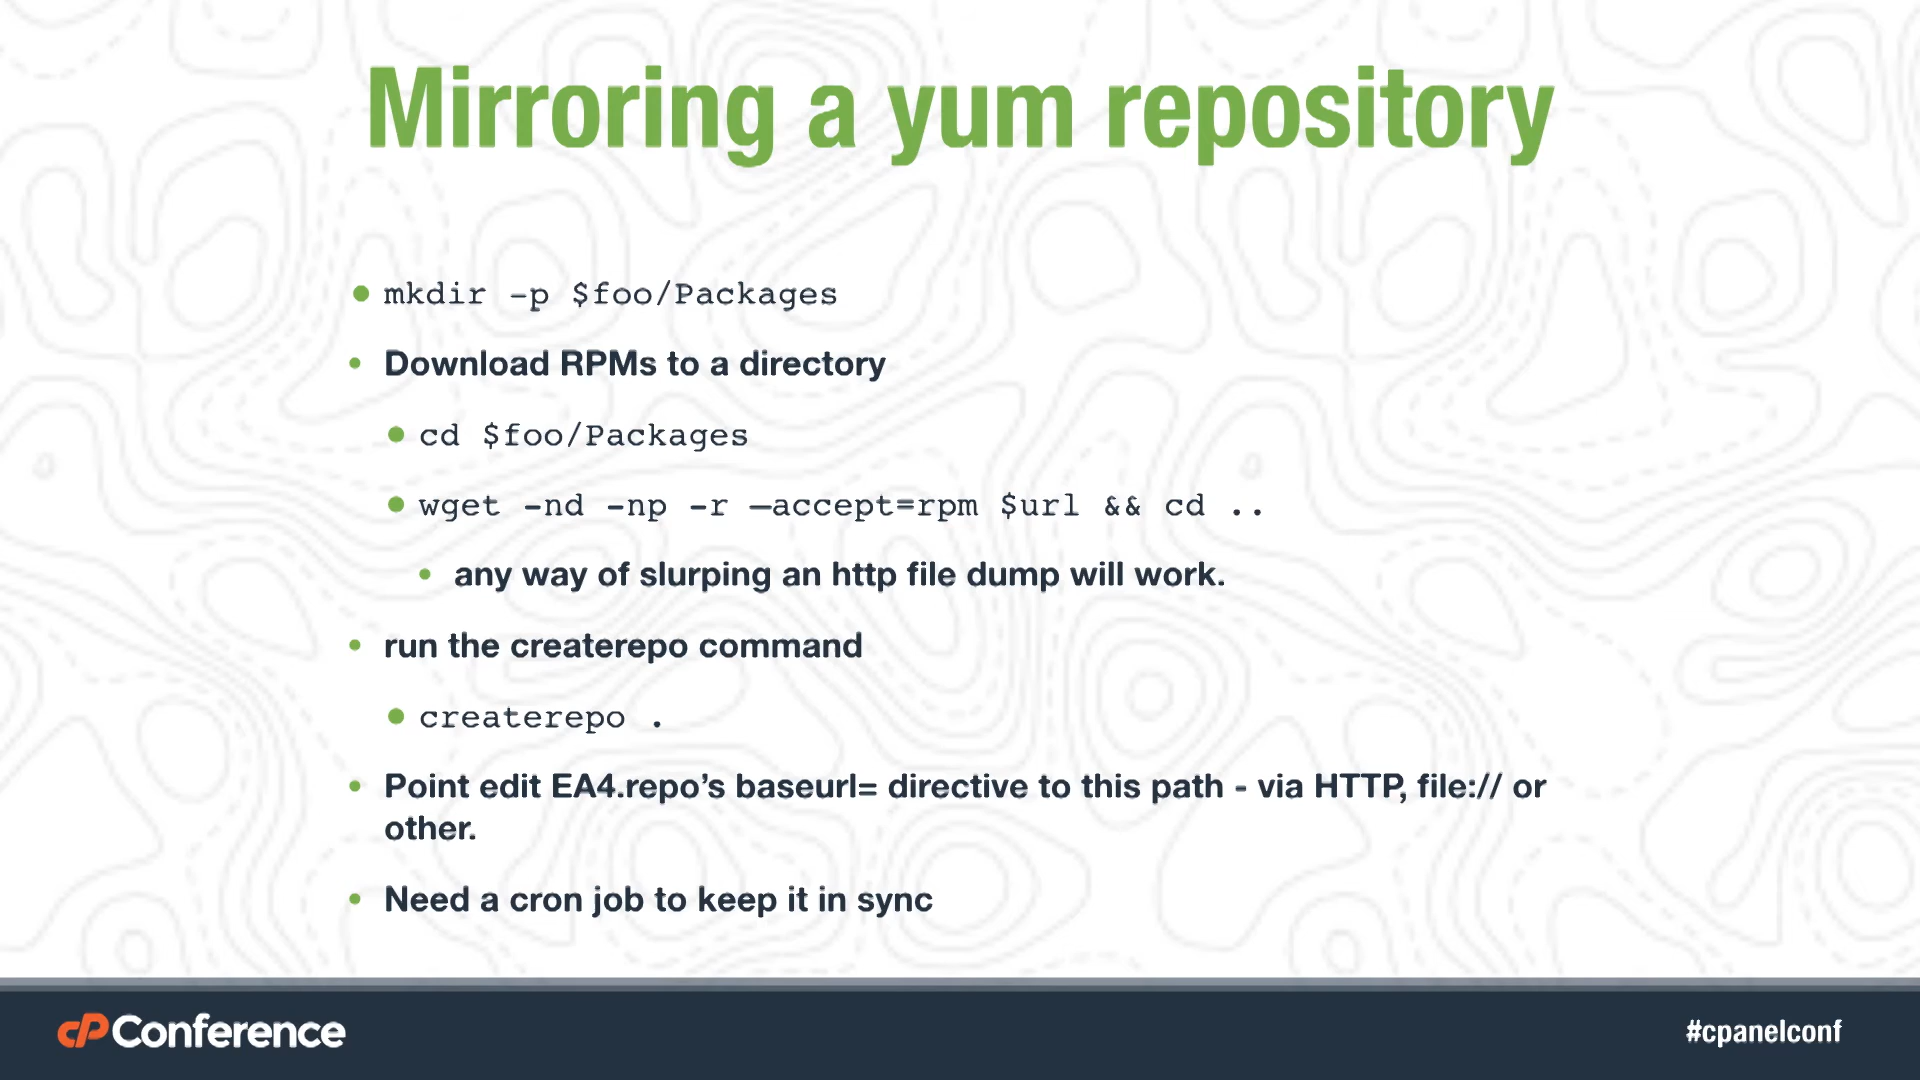 Mirroring a yum repository
mkdir -p $foo/Packages
Download RPMs to a directory
cd $foo/Packages
wget -nd -np -r —accept=rpm $url && cd ..
any way of slurping an http file dump will work.
run the createrepo command
createrepo .
Point edit EA4.repo’s baseurl= directive to this path - via HTTP, file:// or
other.
Need a cron job to keep it in sync
cPConference
#cpanelconf